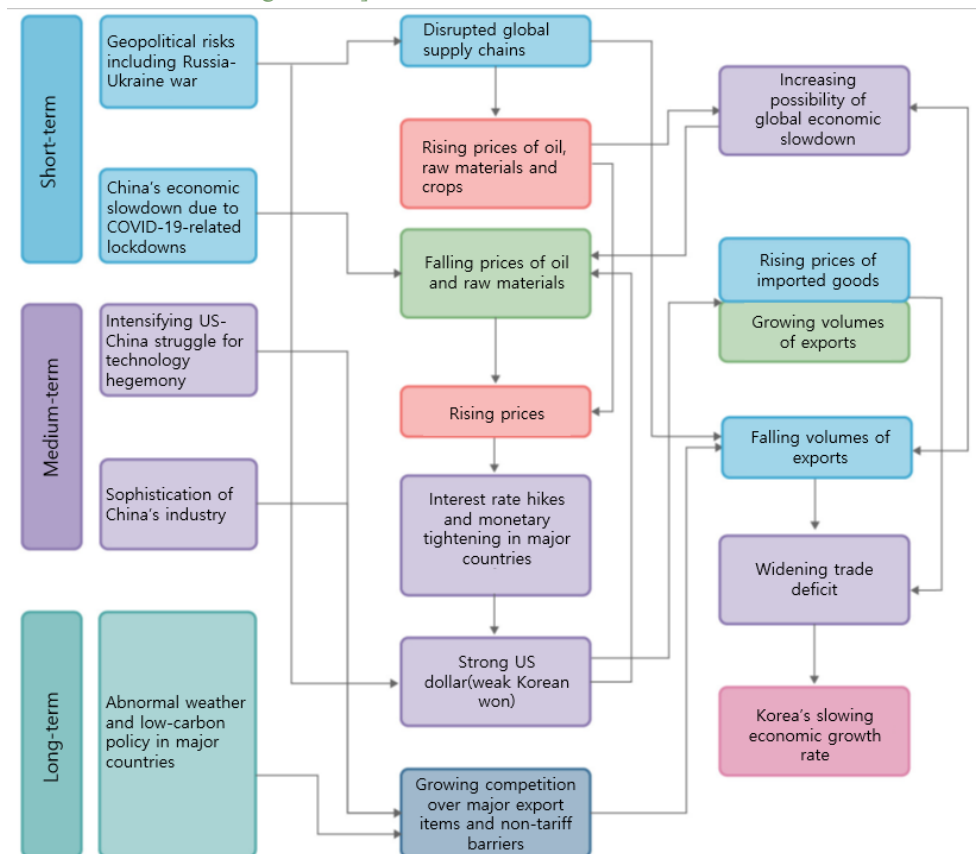 Short-term
Geopolitical risks
including Russia-
Ukraine war
China's economic
slowdown due to
COVID-19-related
lockdowns
Medium-term
Intensifying US-
China struggle for
technology
hegemony
Sophistication of
China's industry
Long-term
Abnormal weather
and low-carbon
policy in major
countries
Disrupted global
supply chains
Rising prices of oil,
raw materials and
crops
Falling prices of oil
and raw materials
Rising prices
Interest rate hikes
and monetary
tightening in major
countries
Strong US
dollar(weak Korean
won)
Growing competition
over major export
items and non-tariff
barriers
Increasing
possibility of
global economic
slowdown
Rising prices of
imported goods
Growing volumes
of exports
Falling volumes of
exports
Widening trade
deficit
Korea's slowing
economic growth
rate